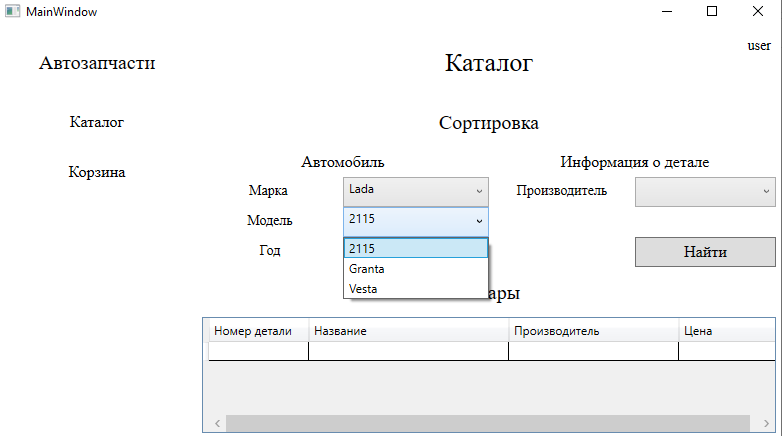 MainWindow
user
Автозапчасти
Каталог
Каталог
Корзина
Сортировка
Автомобиль
Информация о детале
Марка
Lada
Производитель
Модель
2115
Год
2115
Granta
Vesta
Найти
ары
Номер детали Название Производитель Цена